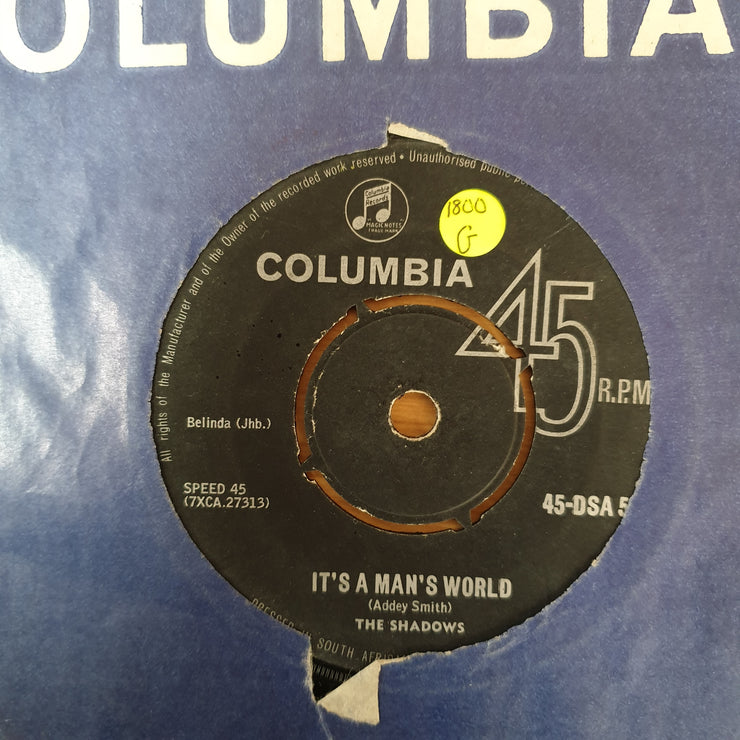 OLUMBIA
All rights of the Manufacturer and of the Owner of the recorded work reserved • Unauthorised public
Columbia
Records
"MAGIC NOTES"
TRADE MARK
1800
G
COLUMBIA
45
R.P.M
Belinda (Jhb.)
SPEED 45
(7XCA.27313)
45-DSA 5
IT'S A MAN'S WORLD
(Addey Smith)
THE SHADOWS
PRESSED IN SOUTH AFRIC